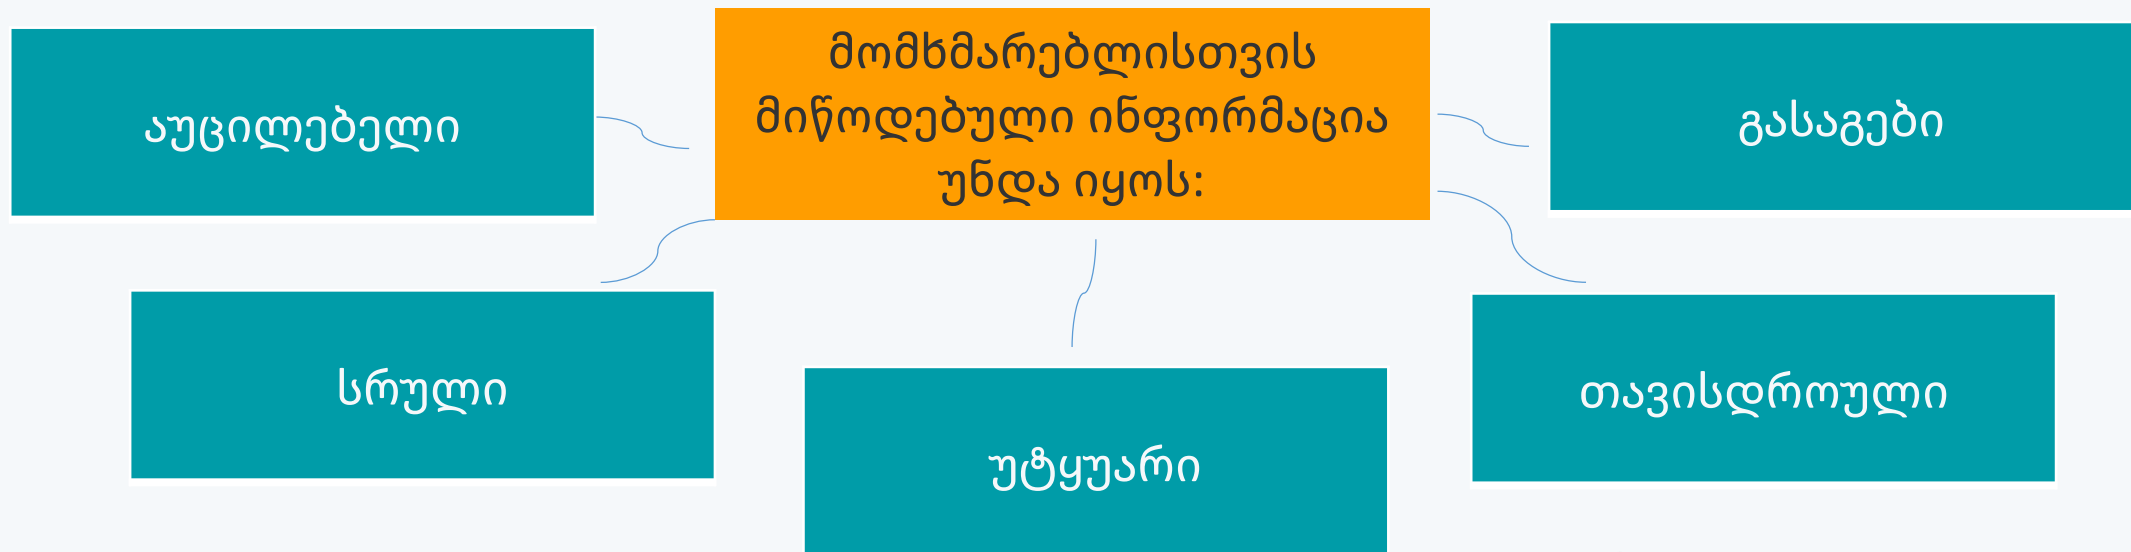 მომხმარებლისთვის
მიწოდებული ინფორმაცია
უნდა იყოს:
აუცილებელი
გასაგები
სრული
თავისდროული
უტყუარი